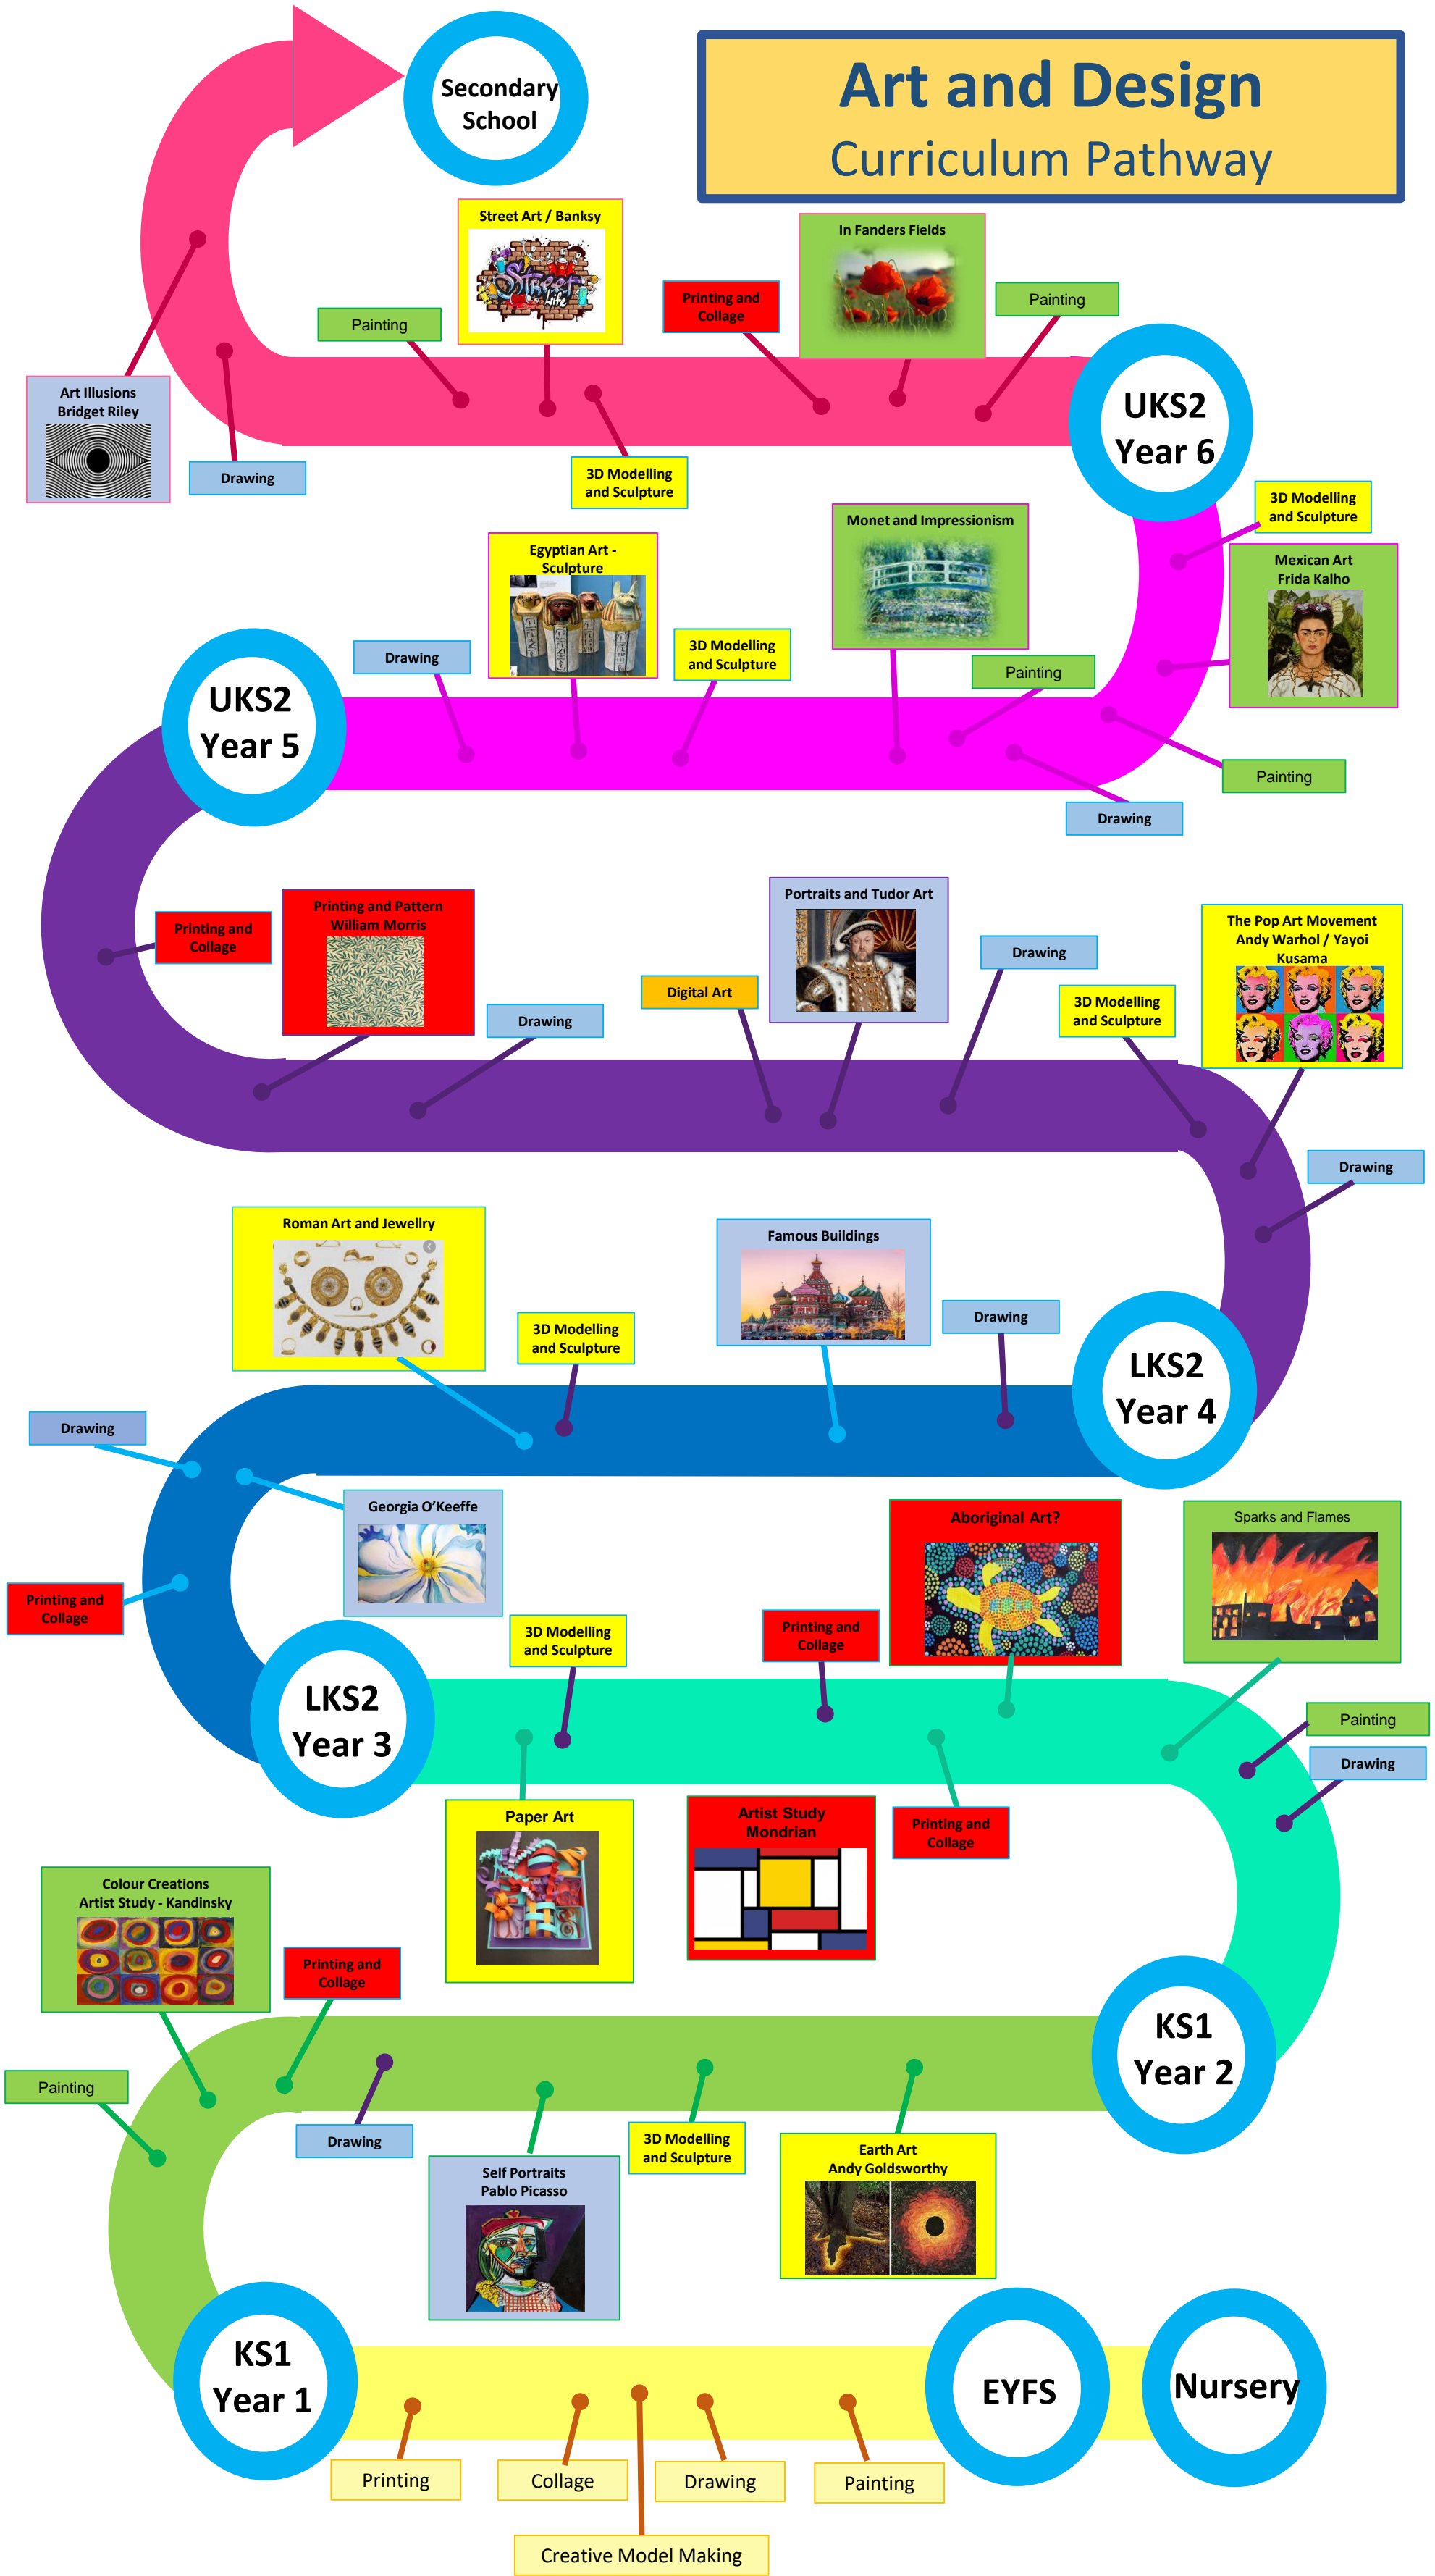 Secondary
School
Art and Design
Curriculum Pathway
Street Art / Banksy
STREET
Life
In Fanders Fields
Printing and
Collage
Painting
Painting
Art Illusions
Bridget Riley
Drawing
3D Modelling
and Sculpture
UKS2
Year 6
3D Modelling
and Sculpture
Monet and Impressionism
Egyptian Art -
Sculpture
Mexican Art
Frida Kalho
Drawing
3D Modelling
and Sculpture
Painting
UKS2
Year 5
Painting
Drawing
Printing and
Collage
Printing and Pattern
William Morris
Drawing
Digital Art
Portraits and Tudor Art
Drawing
3D Modelling
and Sculpture
The Pop Art Movement
Andy Warhol / Yayoi
Kusama
Drawing
Roman Art and Jewellry
3D Modelling
and Sculpture
Famous Buildings
Drawing
LKS2
Year 4
Drawing
Georgia O'Keeffe
Printing and
Collage
Aboriginal Art?
Sparks and Flames
3D Modelling
and Sculpture
Printing and
Collage
LKS2
Year 3
Painting
Drawing
Paper Art
Artist Study
Mondrian
Printing and
Collage
Colour Creations
Artist Study - Kandinsky
Printing and
Collage
KS1
Year 2
Painting
Drawing
Self Portraits
Pablo Picasso
3D Modelling
and Sculpture
Earth Art
Andy Goldsworthy
KS1
Year 1
EYFS
Nursery
Printing
Collage
Drawing
Painting
Creative Model Making